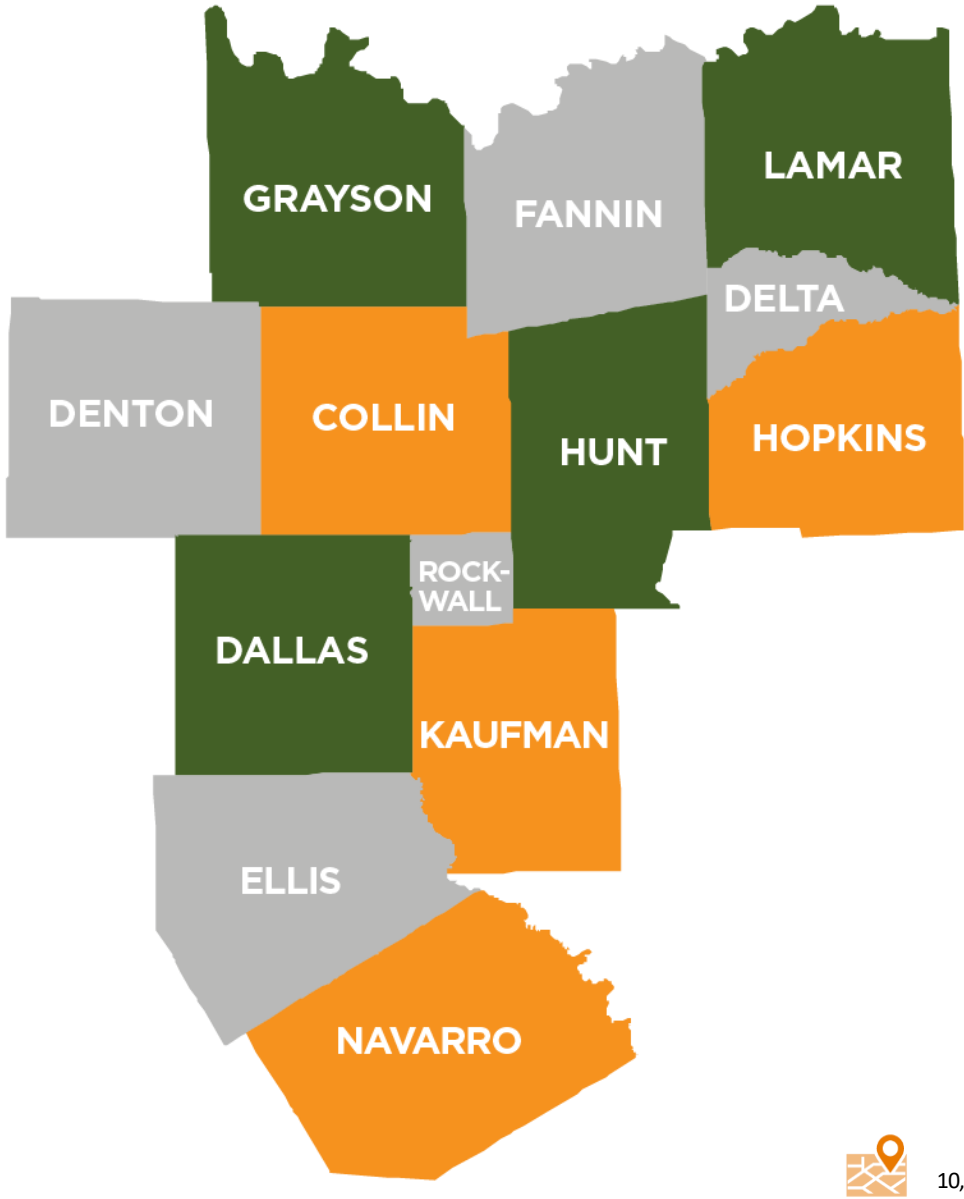 LAMAR
GRAYSON
FANNIN
DELTA
DENTON
COLLIN
HOPKINS
HUNT
ROCK-
WALL
DALLAS
KAUFMAN
ELLIS
NAVARRO
10,